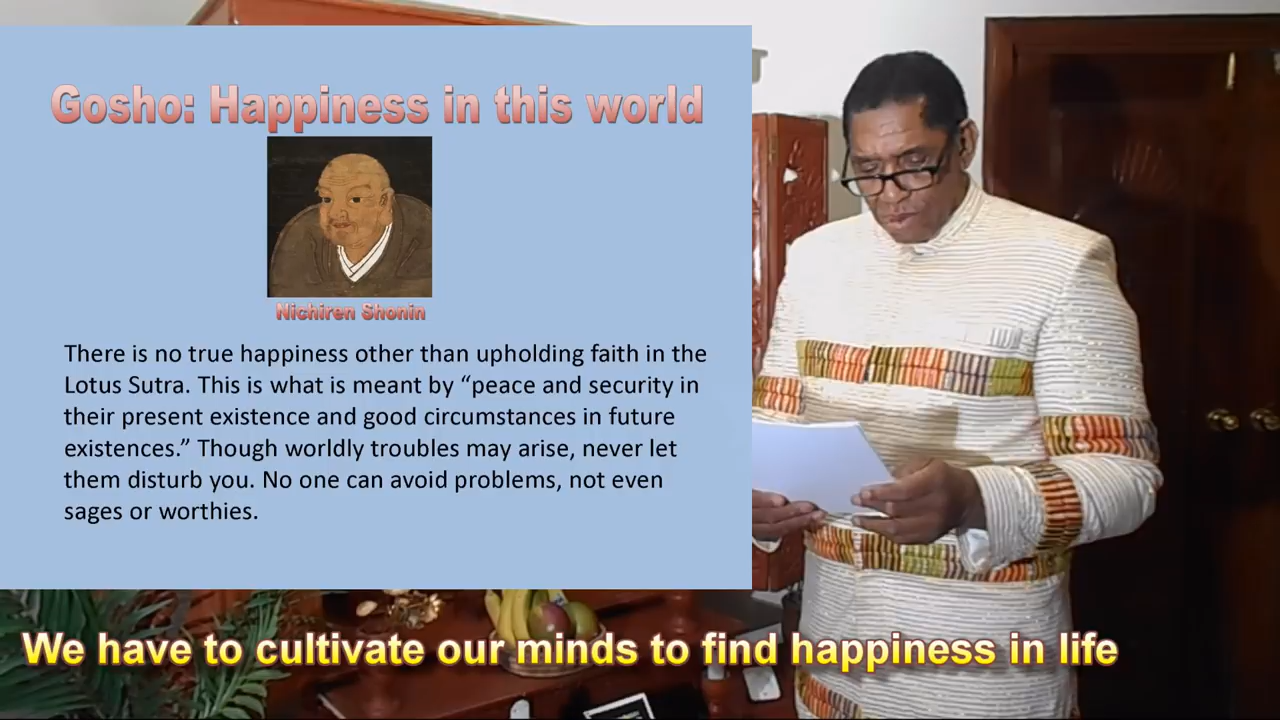 Gosho: Happiness in this world
Nichiren Shonin
There is no true happiness other than upholding faith in the
Lotus Sutra. This is what is meant by “peace and security in
their present existence and good circumstances in future
existences.” Though worldly troubles may arise, never let
them disturb you. No one can avoid problems, not even
sages or worthies.
We have to cultivate our minds to find happiness in life